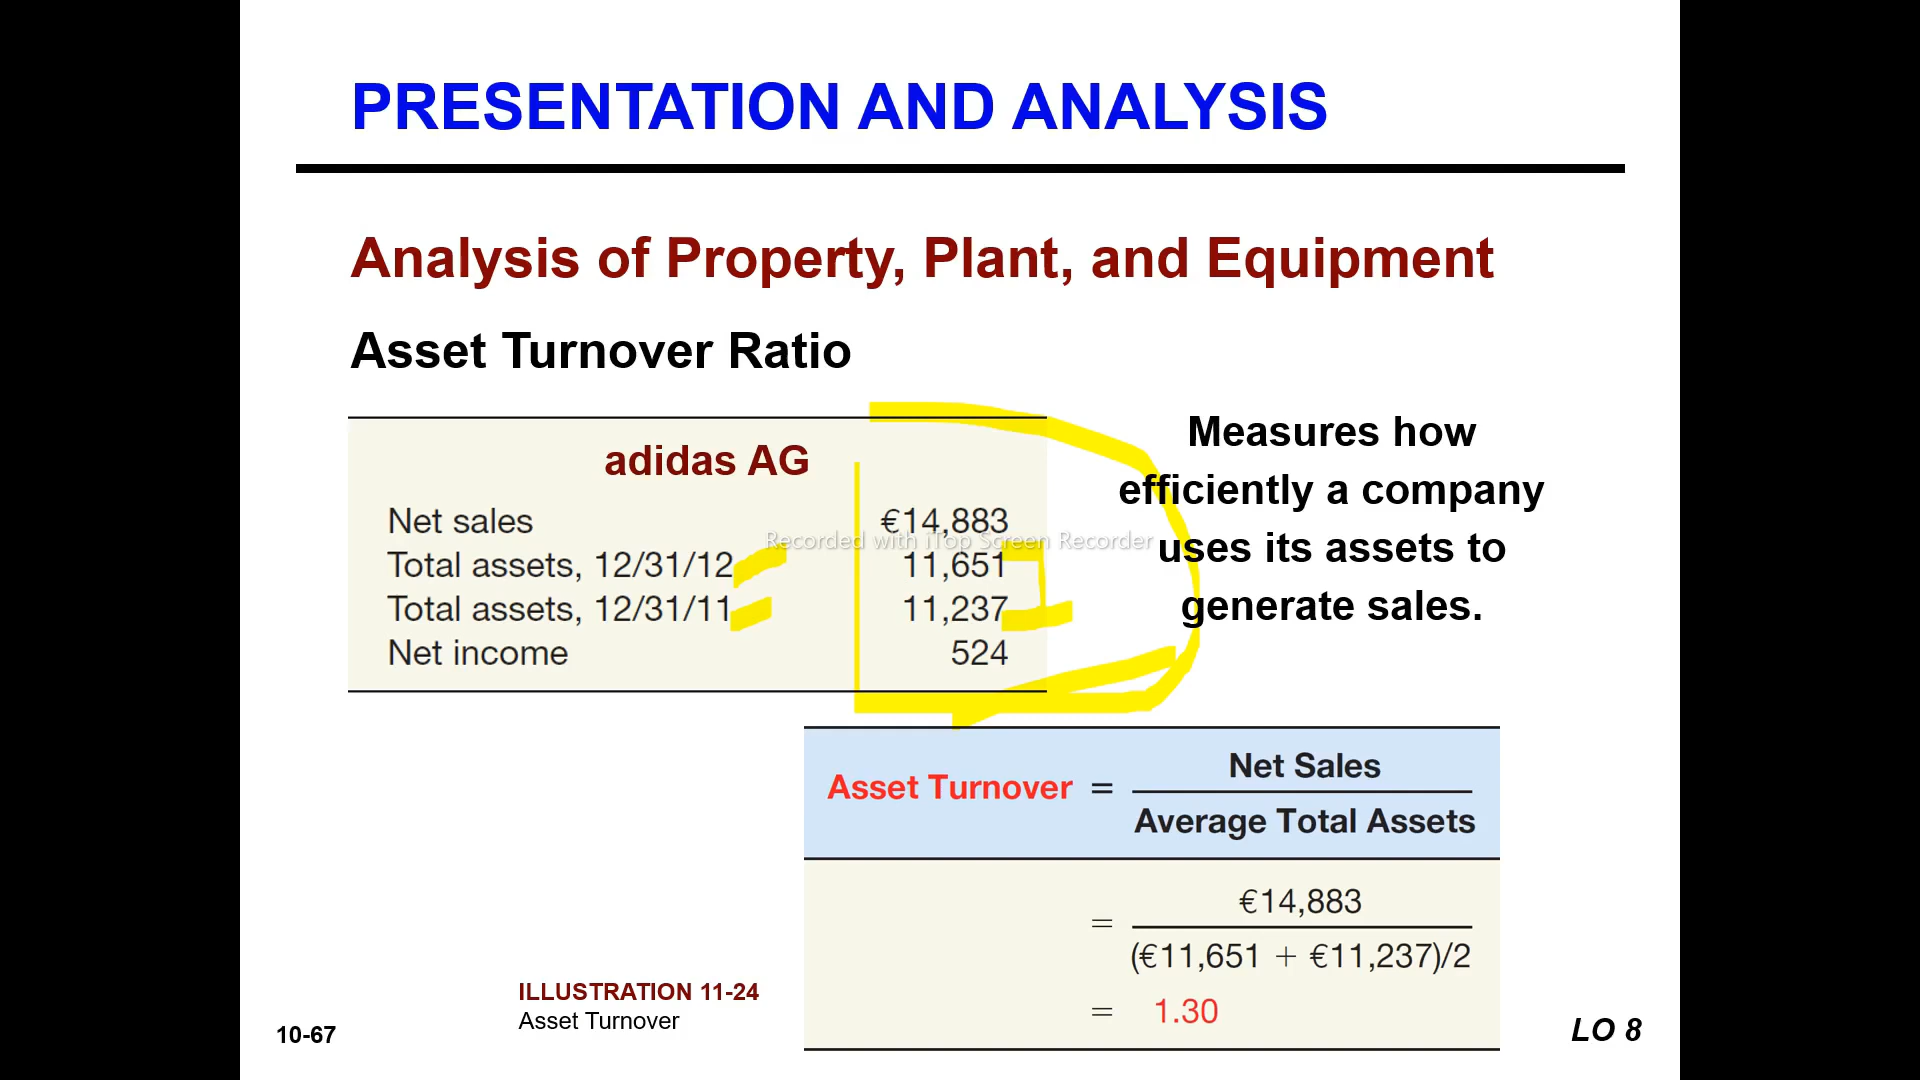 PRESENTATION AND ANALYSIS
Analysis of Property, Plant, and Equipment
Asset Turnover Ratio
adidas AG
Net sales €14,883
Total assets, 12/31/12 11,651
Total assets, 12/31/11 11,237
Net income 524
Recorded with iTop Screen Recorder
Measures how
efficiently a company
uses its assets to
generate sales.
Asset Turnover = Net Sales
Average Total Assets
= €14,883
(€11,651 + €11,237)/2
= 1.30
ILLUSTRATION 11-24
Asset Turnover
10-67
LO 8